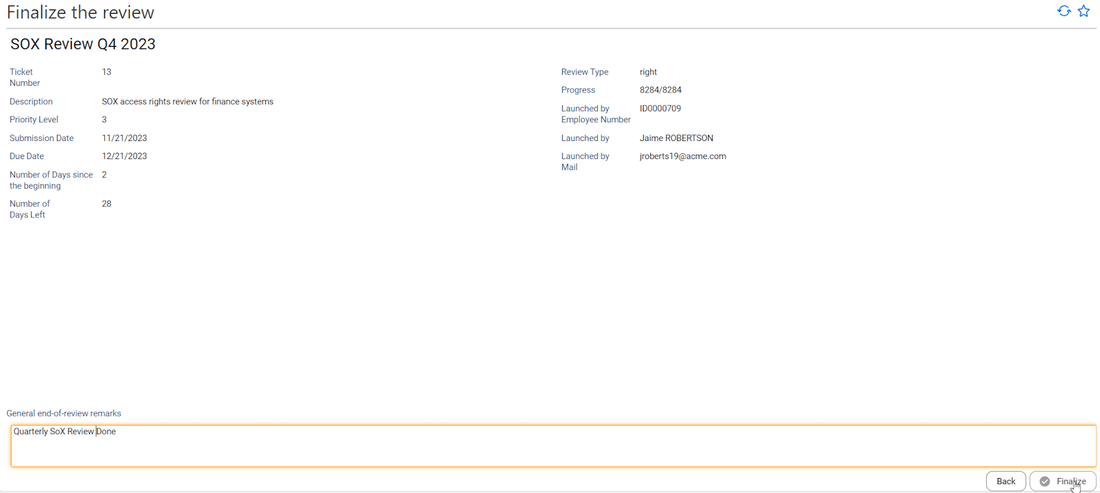 Finalize the review
SOX Review Q4 2023
Ticket
Number
13
Description
SOX access rights review for finance systems
Priority Level
3
Submission Date
11/21/2023
Due Date
12/21/2023
Number of Days since
the beginning
2
Number of
Days Left
28
Review Type
right
Progress
8284/8284
Launched by
Employee Number
ID0000709
Launched by
Jaime ROBERTSON
Launched by
Mail
jroberts19@acme.com
General end-of-review remarks
Quarterly SoX Review Done
Back
Finalize